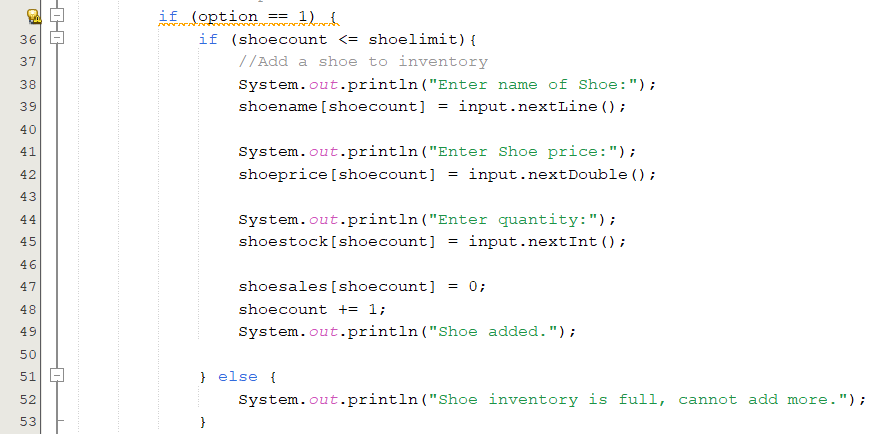 if (option == 1) {
36 if (shoecount <= shoelimit){
37 //Add a shoe to inventory
38 System.out.println("Enter name of Shoe:");
39 shoename[shoecount] = input.nextLine();
40
41 System.out.println("Enter Shoe price:");
42 shoeprice[shoecount] = input.nextDouble();
43
44 System.out.println("Enter quantity:");
45 shoestock[shoecount] = input.nextInt();
46
47 shoesales[shoecount] = 0;
48 shoecount += 1;
49 System.out.println("Shoe added.");
50
51 } else {
52 System.out.println("Shoe inventory is full, cannot add more.");
53 }